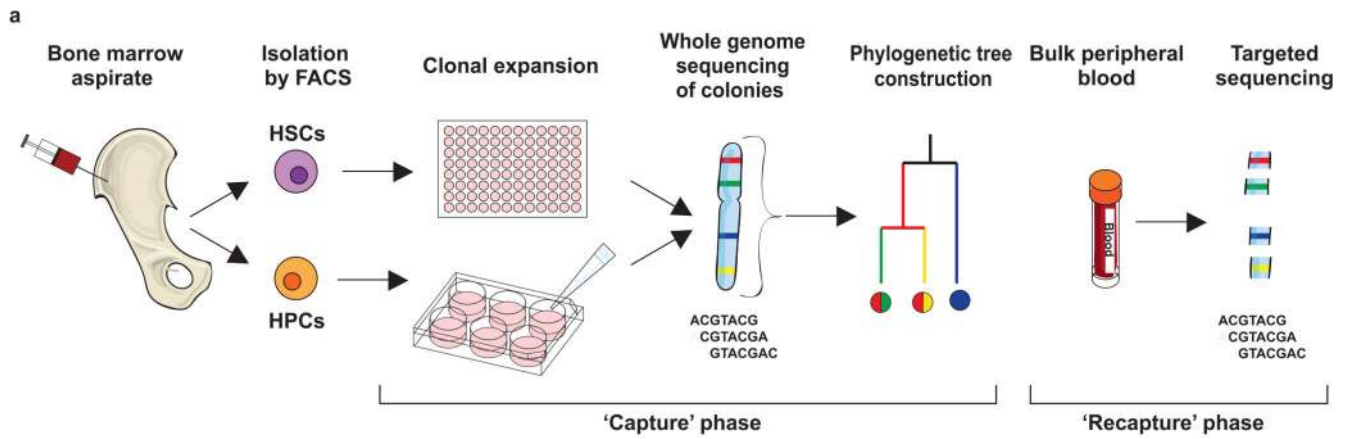 a
Bone marrow
aspirate
Isolation
by FACS
Clonal expansion
Whole genome
sequencing
of colonies
Phylogenetic tree
construction
Bulk peripheral
blood
Targeted
sequencing
HSCs
HPCs
Blood
ACGTACG
CGTACGA
GTACGAC
ACGTACG
CGTACGA
GTACGAC
‘Capture’ phase
‘Recapture’ phase